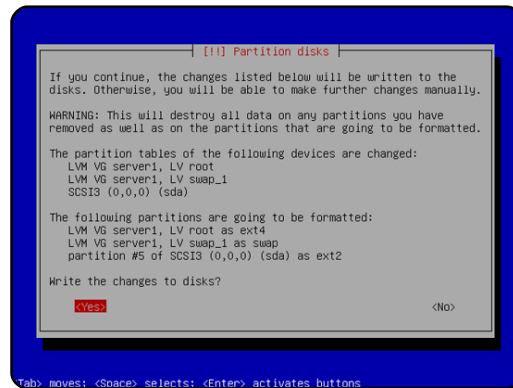 [!!] Partition disks
If you continue, the changes listed below will be written to the
disks. Otherwise, you will be able to make further changes manually.
WARNING: This will destroy all data on any partitions you have
removed as well as on the partitions that are going to be formatted.
The partition tables of the following devices are changed:
LVM VG server1, LV root
LVM VG server1, LV swap_1
SCSI3 (0,0,0) (sda)
The following partitions are going to be formatted:
LVM VG server1, LV root as ext4
LVM VG server1, LV swap_1 as swap
partition #5 of SCSI3 (0,0,0) (sda) as ext2
Write the changes to disks?
<Yes> <No>
Tab> moves; <Space> selects; <Enter> activates buttons